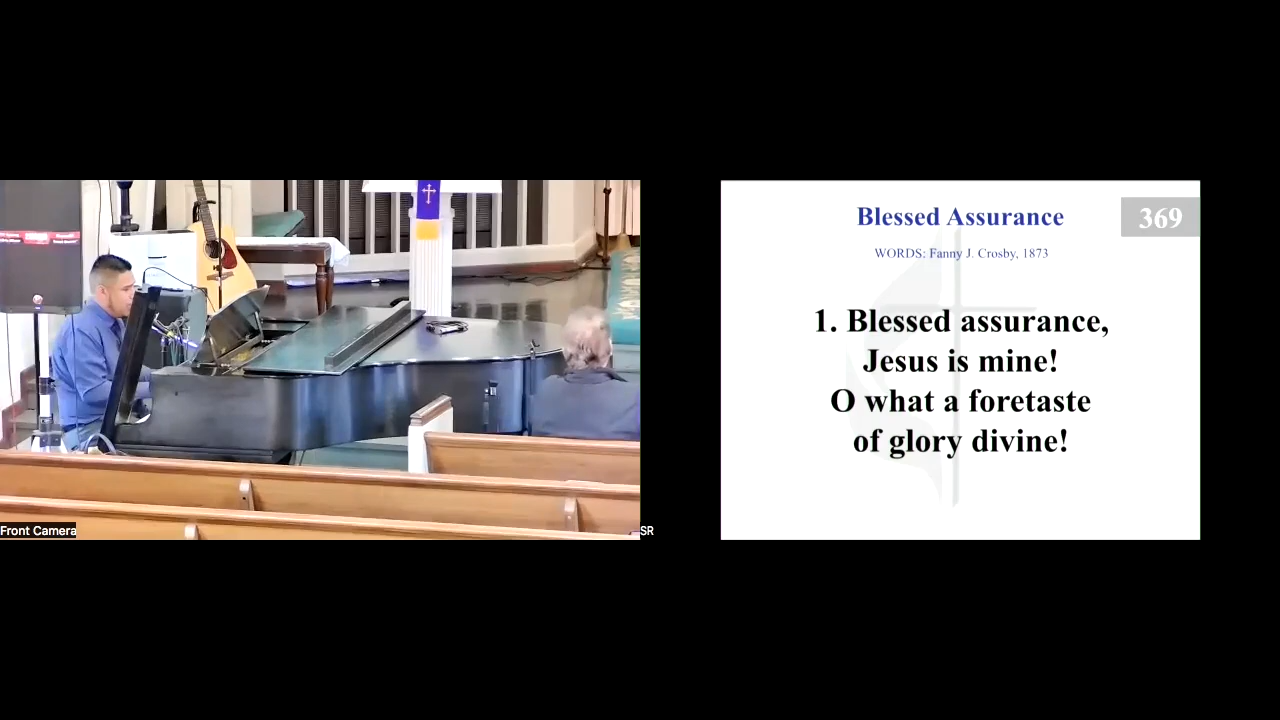 Blessed Assurance
369
WORDS: Fanny J. Crosby, 1873
1. Blessed assurance,
Jesus is mine!
O what a foretaste
of glory divine!
Front Camera
SR